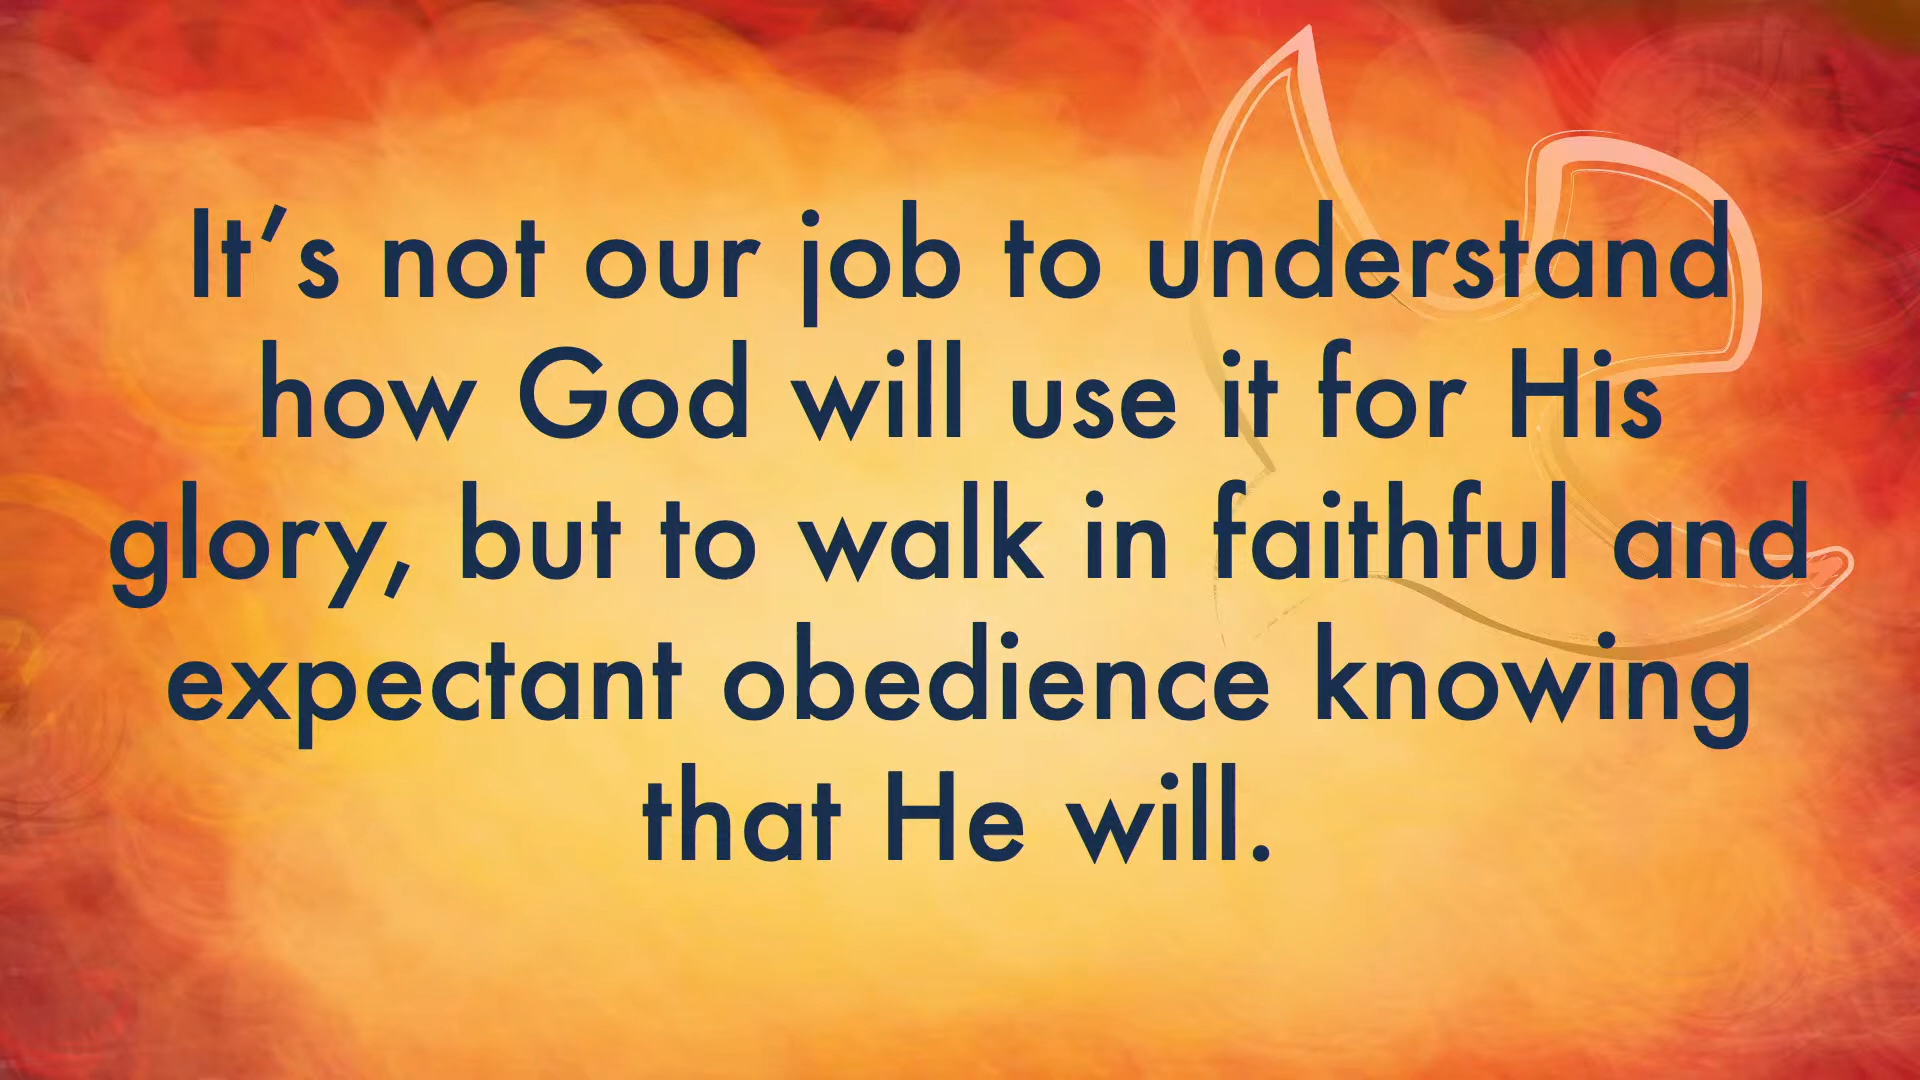 It’s not our job to understand
how God will use it for His
glory, but to walk in faithful and
expectant obedience knowing
that He will.